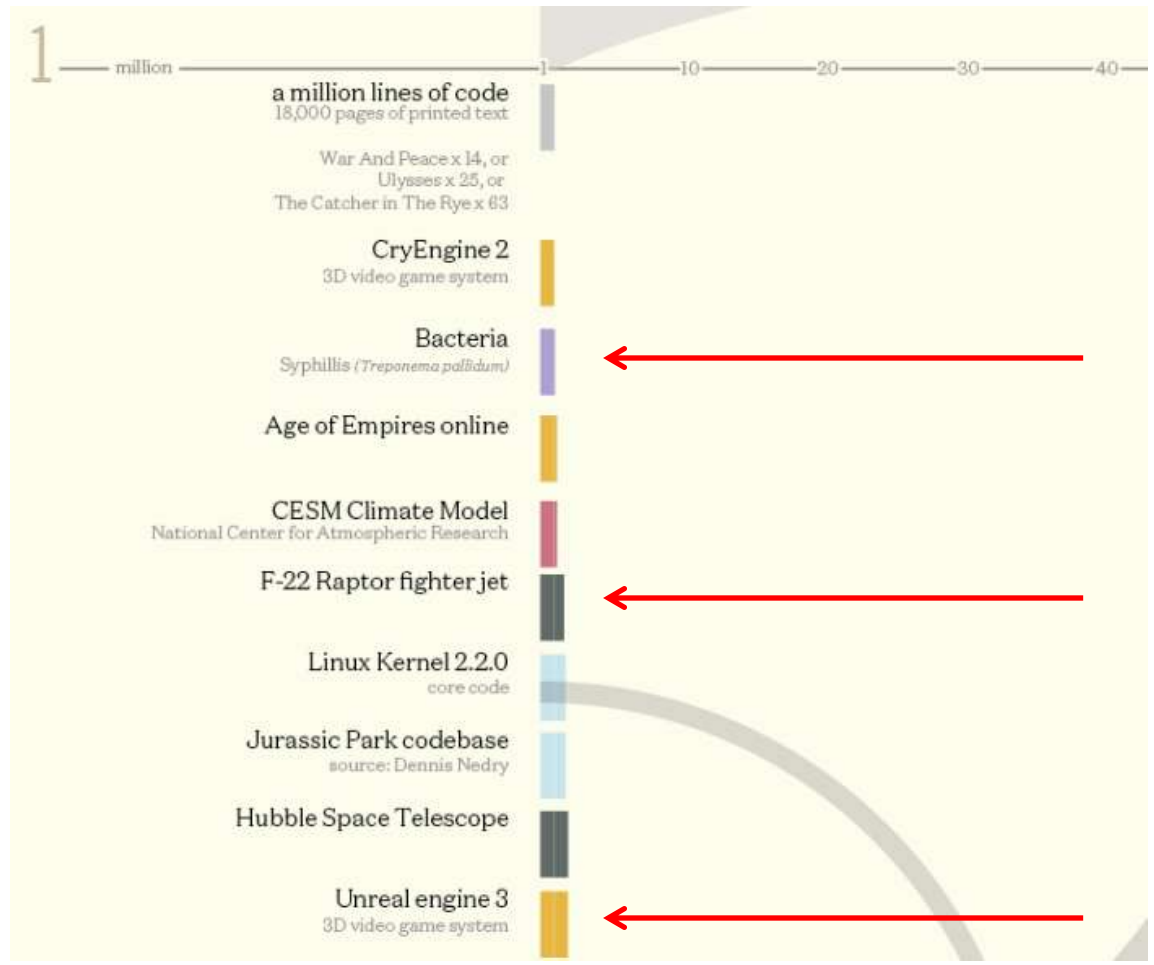 1 million 1 10 20 30 40
a million lines of code
18,000 pages of printed text
War And Peace x 14, or
Ulysses x 25, or
The Catcher in The Rye x 63
CryEngine 2
3D video game system
Bacteria
Syphillis (Treponema pallidum)
Age of Empires online
CESM Climate Model
National Center for Atmospheric Research
F-22 Raptor fighter jet
Linux Kernel 2.2.0
core code
Jurassic Park codebase
source: Dennis Nedry
Hubble Space Telescope
Unreal engine 3
3D video game system